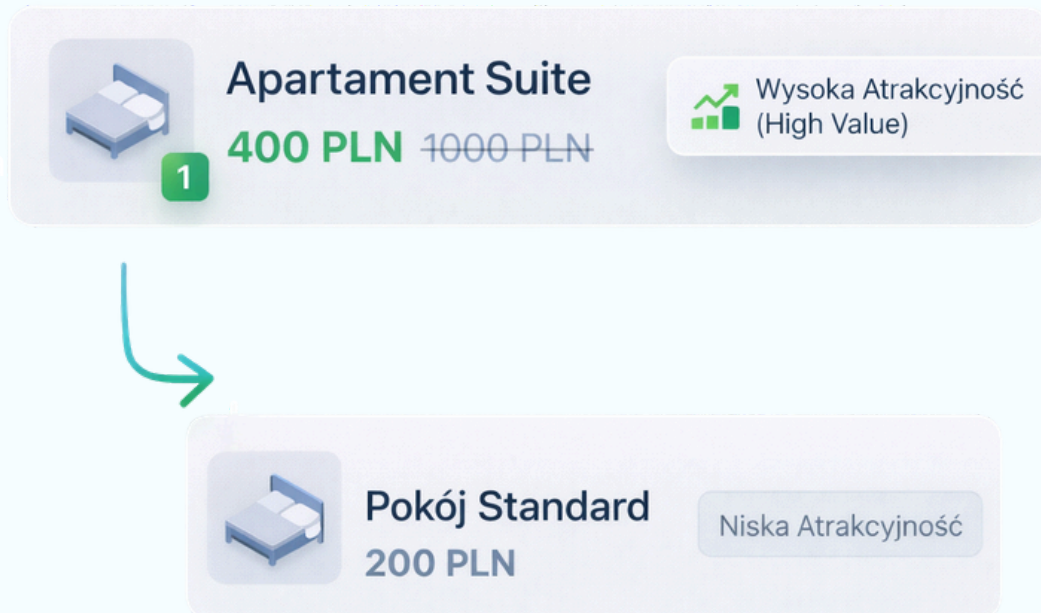 Apartament Suite
400 PLN 1000 PLN
1
Wysoka Atrakcyjność
(High Value)
Pokój Standard
200 PLN
Niska Atrakcyjność